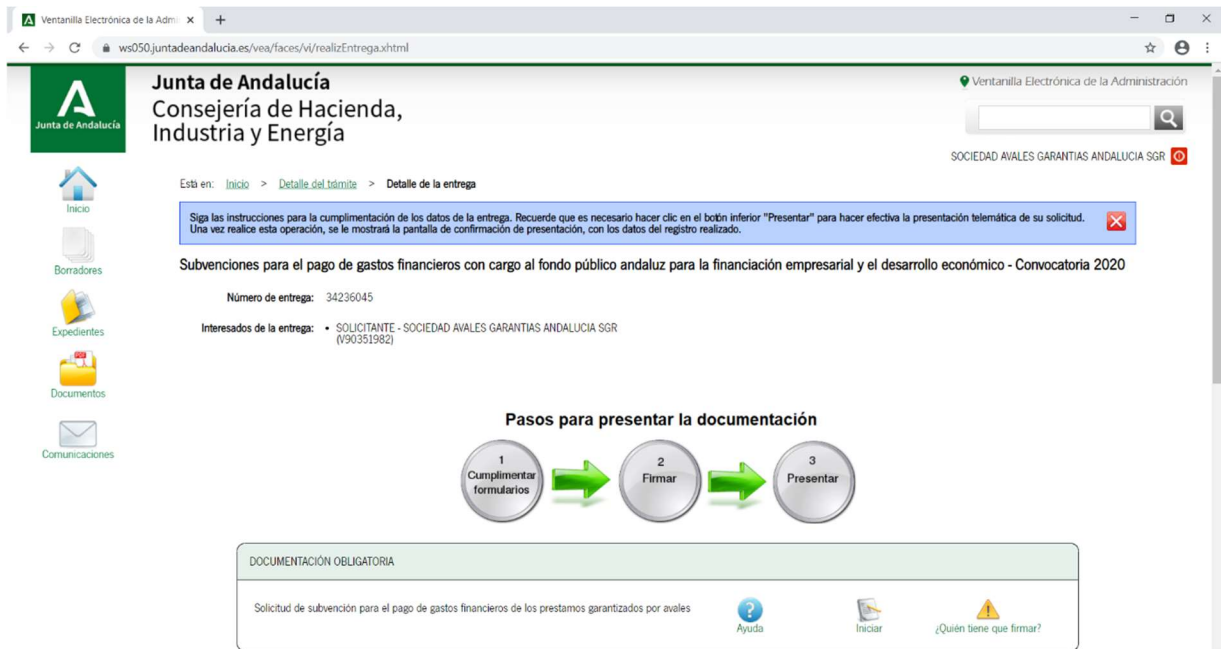 Ventanilla Electrónica de la Admi
ws050.juntadeandalucia.es/vea/faces/vi/realizEntrega.xhtml
Junta de Andalucía
Junta de Andalucía
Consejería de Hacienda,
Industria y Energía
Ventanilla Electrónica de la Administración
SOCIEDAD AVALES GARANTIAS ANDALUCIA SGR
Inicio
Borradores
Expedientes
Documentos
Comunicaciones
Está en: Inicio > Detalle del trámite > Detalle de la entrega
Siga las instrucciones para la cumplimentación de los datos de la entrega. Recuerde que es necesario hacer clic en el botón inferior "Presentar" para hacer efectiva la presentación telemática de su solicitud.
Una vez realice esta operación, se le mostrará la pantalla de confirmación de presentación, con los datos del registro realizado.
Subvenciones para el pago de gastos financieros con cargo al fondo público andaluz para la financiación empresarial y el desarrollo económico - Convocatoria 2020
Número de entrega: 34236045
Interesados de la entrega: • SOLICITANTE - SOCIEDAD AVALES GARANTIAS ANDALUCIA SGR
(V90351982)
Pasos para presentar la documentación
1
Cumplimentar
formularios
2
Firmar
3
Presentar
DOCUMENTACIÓN OBLIGATORIA
Solicitud de subvención para el pago de gastos financieros de los prestamos garantizados por avales
Ayuda
Iniciar
¿Quién tiene que firmar?